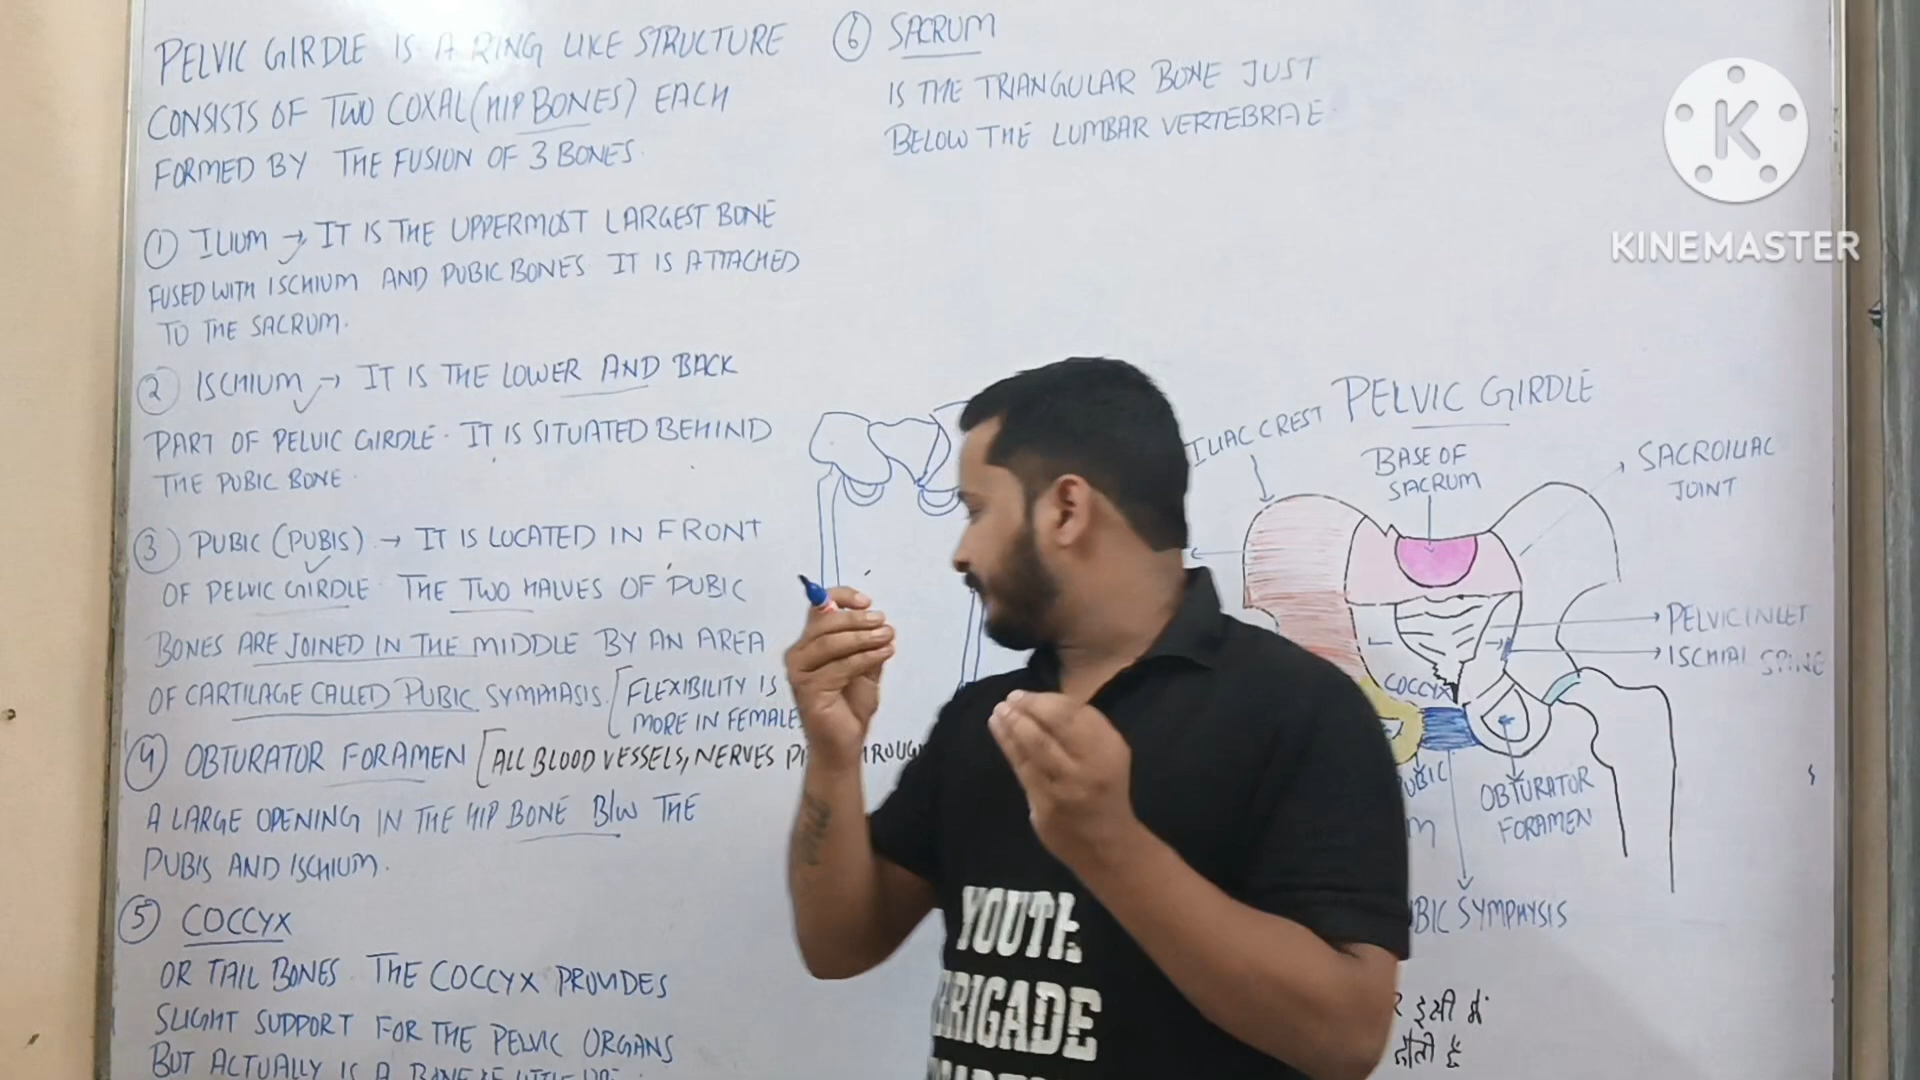 PELVIC GIRDLE IS A RING LIKE STRUCTURE
CONSISTS OF TWO COXAL (HIP BONES) EACH
FORMED BY THE FUSION OF 3 BONES.
① ILIUM → IT IS THE UPPERMOST LARGEST BONE
FUSED WITH ISCHIUM AND PUBIC BONES IT IS ATTACHED
TO THE SACRUM.
② ISCHIUM → IT IS THE LOWER AND BACK
PART OF PELVIC GIRDLE. IT IS SITUATED BEHIND
THE PUBIC BONE.
③ PUBIC (PUBIS) → IT IS LOCATED IN FRONT
OF PELVIC GIRDLE. THE TWO HALVES OF PUBIC
BONES ARE JOINED IN THE MIDDLE BY AN AREA
OF CARTILAGE CALLED PUBIC SYMPHASIS. [FLEXIBILITY IS
MORE IN FEMALE
④ OBTURATOR FORAMEN [ALL BLOOD VESSELS, NERVES
A LARGE OPENING IN THE HIP BONE B/W THE
PUBIS AND ISCHIUM.
⑤ COCCYX
OR TAIL BONES. THE COCCYX PROVIDES
SLIGHT SUPPORT FOR THE PELVIC ORGANS
BUT ACTUALLY IS A BONE
⑥ SACRUM
IS THE TRIANGULAR BONE JUST
BELOW THE LUMBAR VERTEBRAE.
KINEMASTER
PELVIC GIRDLE
ILIAC CREST
BASE OF
SACRUM
SACROILIAC
JOINT
PELVIC INLET
ISCHIAL SPINE
COCCYX
UBIC
OBTURATOR
FORAMEN
M
BIC SYMPHYSIS
र इसी में
होती है
YOUTH
BRIGADE